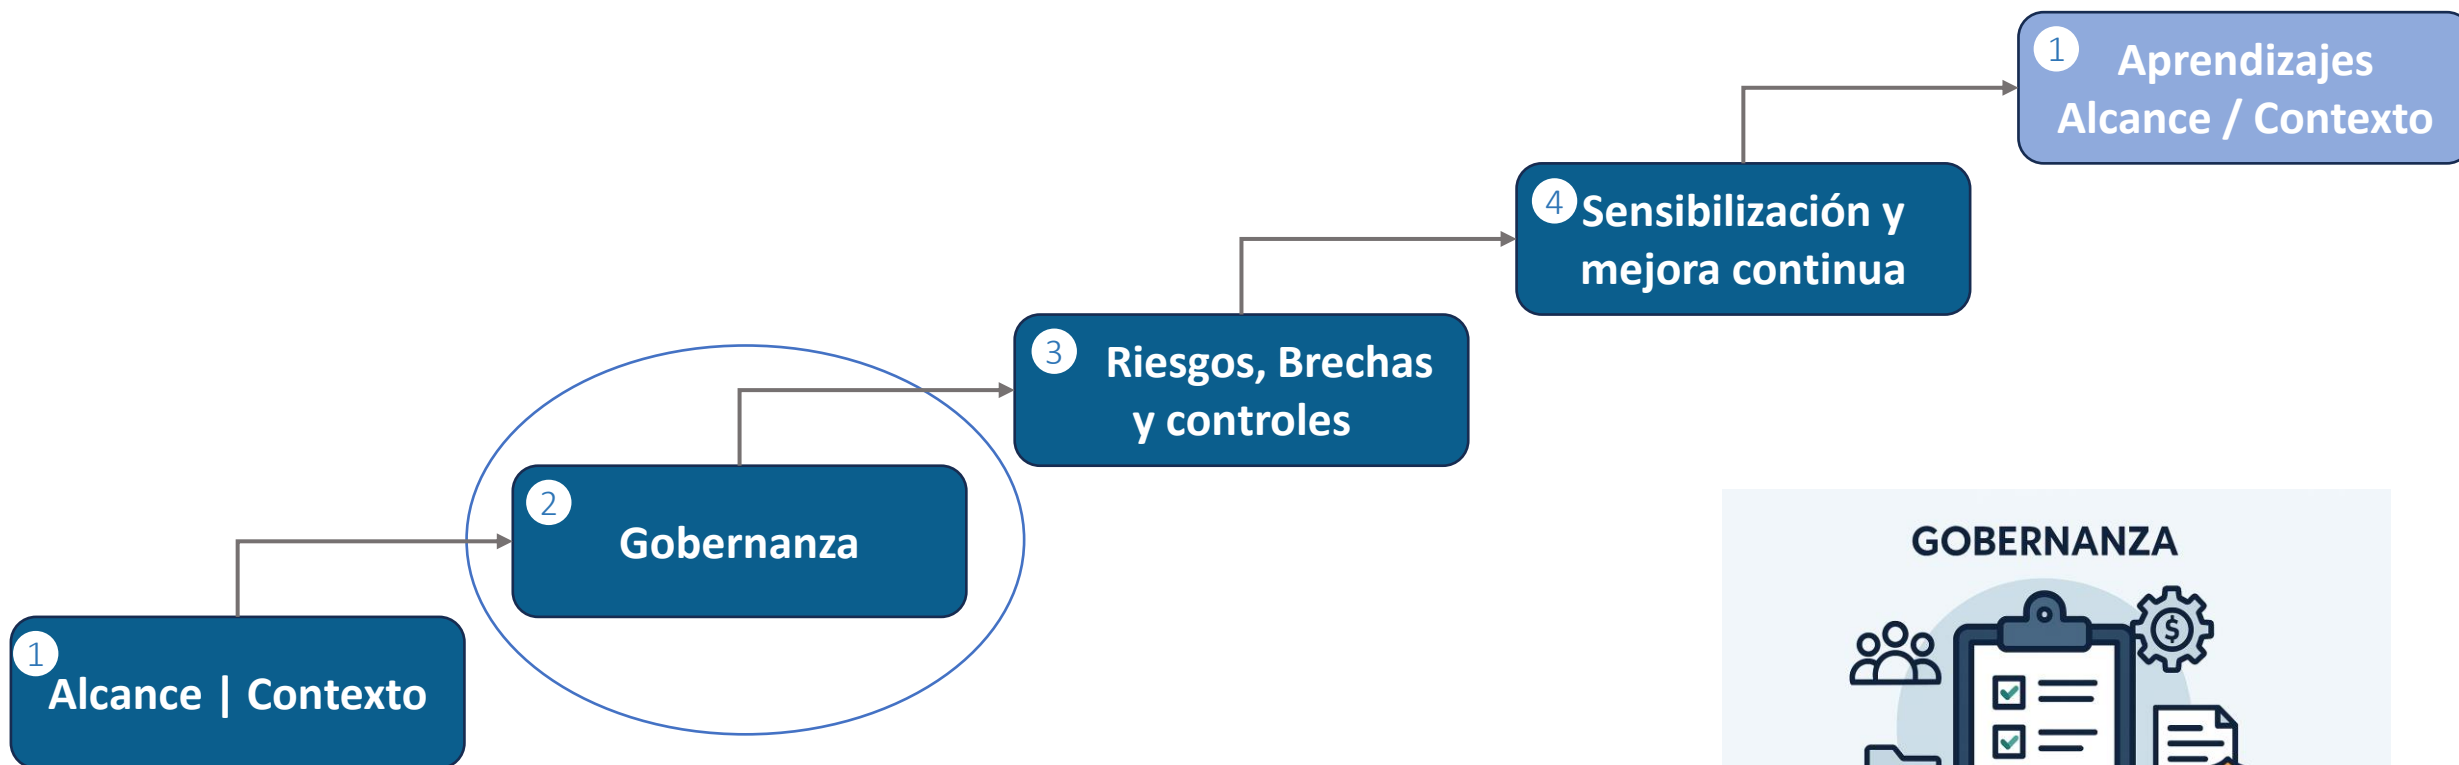 1
Aprendizajes
Alcance / Contexto
4
Sensibilización y
mejora continua
3
Riesgos, Brechas
y controles
2
Gobernanza
1
Alcance | Contexto
GOBERNANZA
$